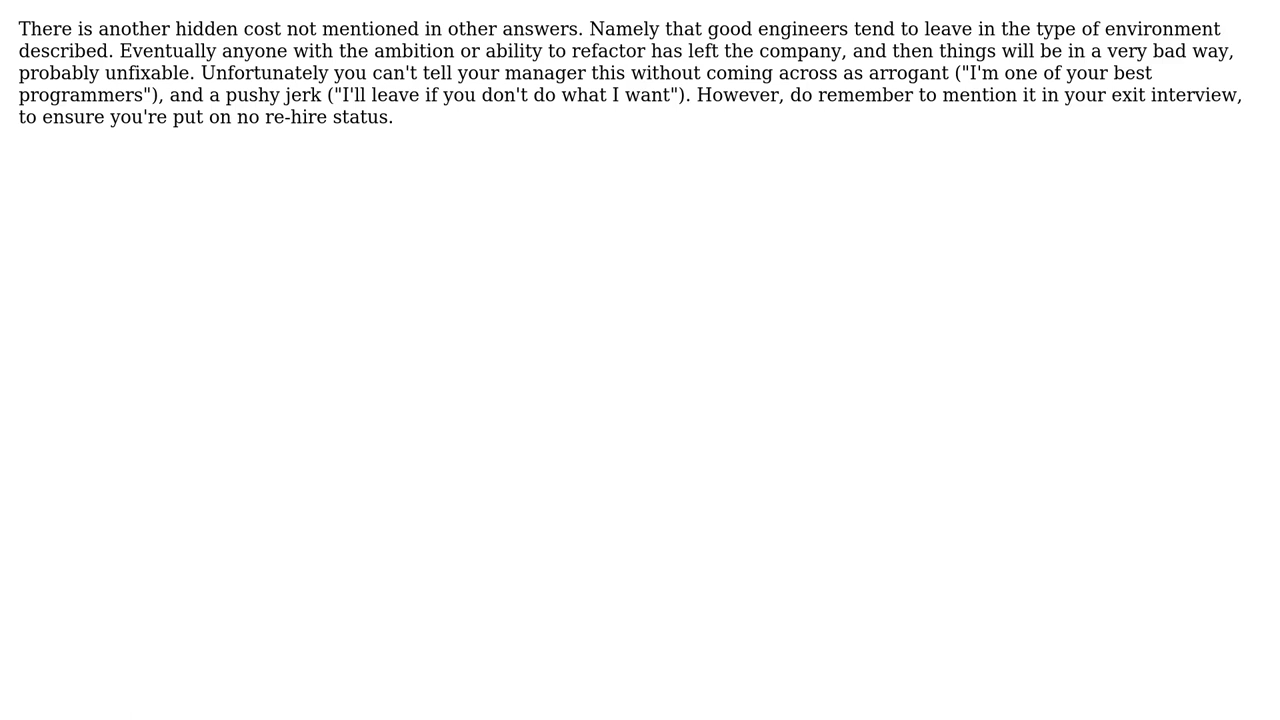 There is another hidden cost not mentioned in other answers. Namely that good engineers tend to leave in the type of environment
described. Eventually anyone with the ambition or ability to refactor has left the company, and then things will be in a very bad way,
probably unfixable. Unfortunately you can't tell your manager this without coming across as arrogant ("I'm one of your best
programmers"), and a pushy jerk ("I'll leave if you don't do what I want"). However, do remember to mention it in your exit interview,
to ensure you're put on no re-hire status.